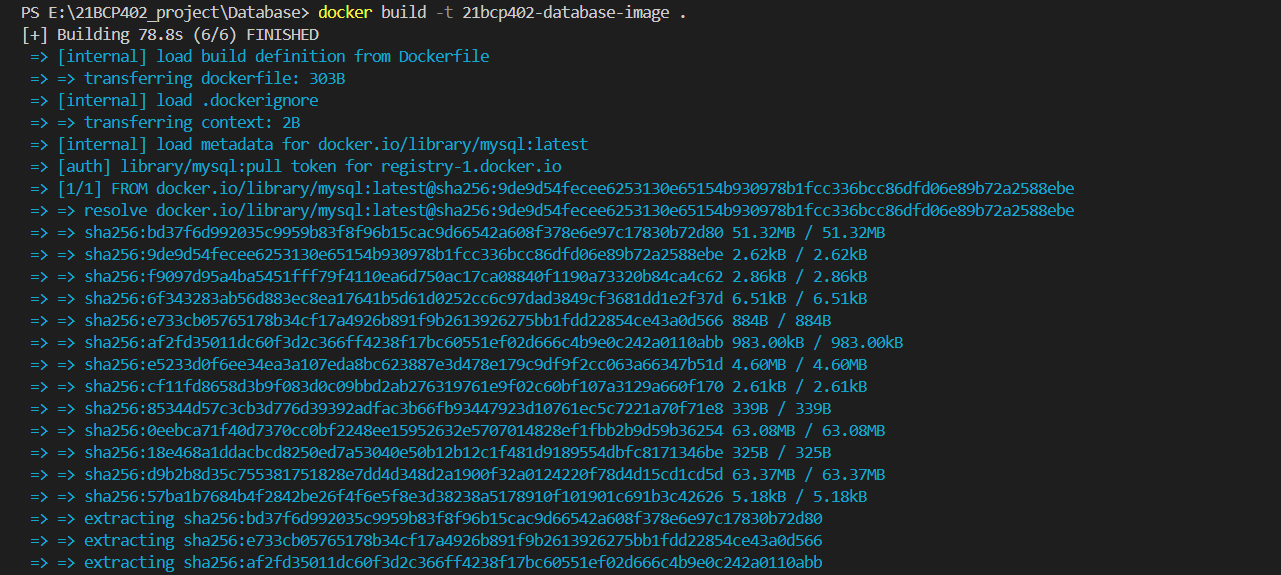 PS E:\21BCP402_project\Database> docker build -t 21bcp402-database-image .
[+] Building 78.8s (6/6) FINISHED
=> [internal] load build definition from Dockerfile
=> => transferring dockerfile: 303B
=> [internal] load .dockerignore
=> => transferring context: 2B
=> [internal] load metadata for docker.io/library/mysql:latest
=> [auth] library/mysql:pull token for registry-1.docker.io
=> [1/1] FROM docker.io/library/mysql:latest@sha256:9de9d54fecee6253130e65154b930978b1fcc336bcc86dfd06e89b72a2588ebe
=> => resolve docker.io/library/mysql:latest@sha256:9de9d54fecee6253130e65154b930978b1fcc336bcc86dfd06e89b72a2588ebe
=> => sha256:bd37f6d992035c9959b83f8f96b15cac9d66542a608f378e6e97c17830b72d80 51.32MB / 51.32MB
=> => sha256:9de9d54fecee6253130e65154b930978b1fcc336bcc86dfd06e89b72a2588ebe 2.62kB / 2.62kB
=> => sha256:f9097d95a4ba5451fff79f4110ea6d750ac17ca08840f1190a73320b84ca4c62 2.86kB / 2.86kB
=> => sha256:6f343283ab56d883ec8ea17641b5d61d0252cc6c97dad3849cf3681dd1e2f37d 6.51kB / 6.51kB
=> => sha256:e733cb05765178b34cf17a4926b891f9b2613926275bb1fdd22854ce43a0d566 884B / 884B
=> => sha256:af2fd35011dc60f3d2c366ff4238f17bc60551ef02d666c4b9e0c242a0110abb 983.00kB / 983.00kB
=> => sha256:e5233d0f6ee34ea3a107eda8bc623887e3d478e179c9df9f2cc063a66347b51d 4.60MB / 4.60MB
=> => sha256:cf11fd8658d3b9f083d0c09bbd2ab276319761e9f02c60bf107a3129a660f170 2.61kB / 2.61kB
=> => sha256:85344d57c3cb3d776d39392adfac3b66fb93447923d10761ec5c7221a70f71e8 339B / 339B
=> => sha256:0eebca71f40d7370cc0bf2248ee15952632e5707014828ef1fbb2b9d59b36254 63.08MB / 63.08MB
=> => sha256:18e468a1ddacbcd8250ed7a53040e50b12b12c1f481d9189554dbfc8171346be 325B / 325B
=> => sha256:d9b2b8d35c755381751828e7dd4d348d2a1900f32a0124220f78d4d15cd1cd5d 63.37MB / 63.37MB
=> => sha256:57ba1b7684b4f2842be26f4f6e5f8e3d38238a5178910f101901c691b3c42626 5.18kB / 5.18kB
=> => extracting sha256:bd37f6d992035c9959b83f8f96b15cac9d66542a608f378e6e97c17830b72d80
=> => extracting sha256:e733cb05765178b34cf17a4926b891f9b2613926275bb1fdd22854ce43a0d566
=> => extracting sha256:af2fd35011dc60f3d2c366ff4238f17bc60551ef02d666c4b9e0c242a0110abb